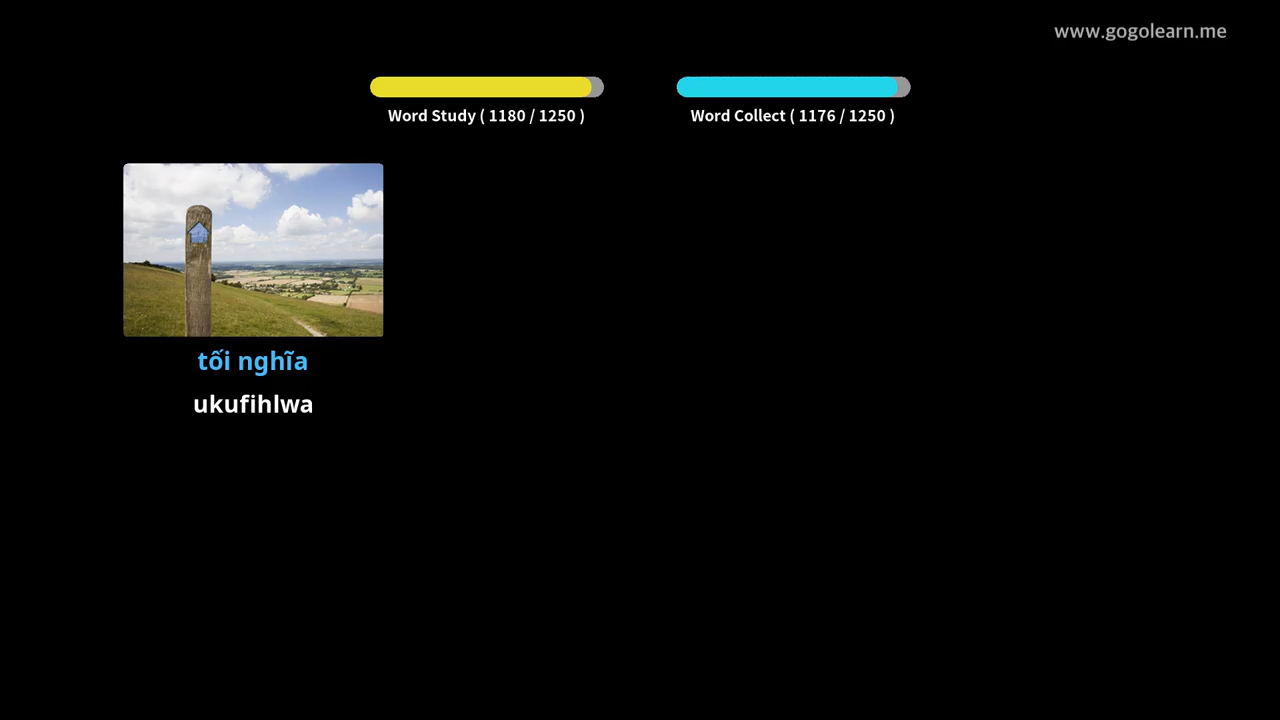 www.gogolearn.me
Word Study ( 1180 / 1250 )
Word Collect ( 1176 / 1250 )
tối nghĩa
ukufihlwa